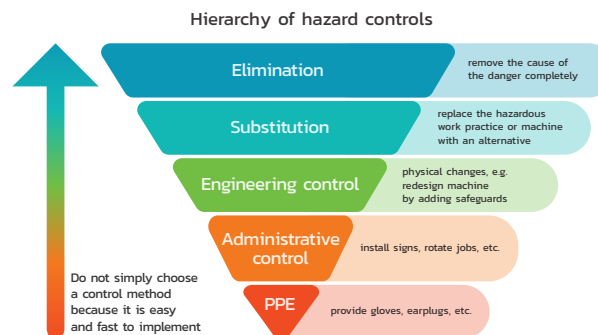 Hierarchy of hazard controls
Elimination
remove the cause of
the danger completely
Substitution
replace the hazardous
work practice or machine
with an alternative
Engineering control
physical changes, e.g.
redesign machine
by adding safeguards
Administrative
control
install signs, rotate jobs, etc.
PPE
provide gloves, earplugs, etc.
Do not simply choose
a control method
because it is easy
and fast to implement